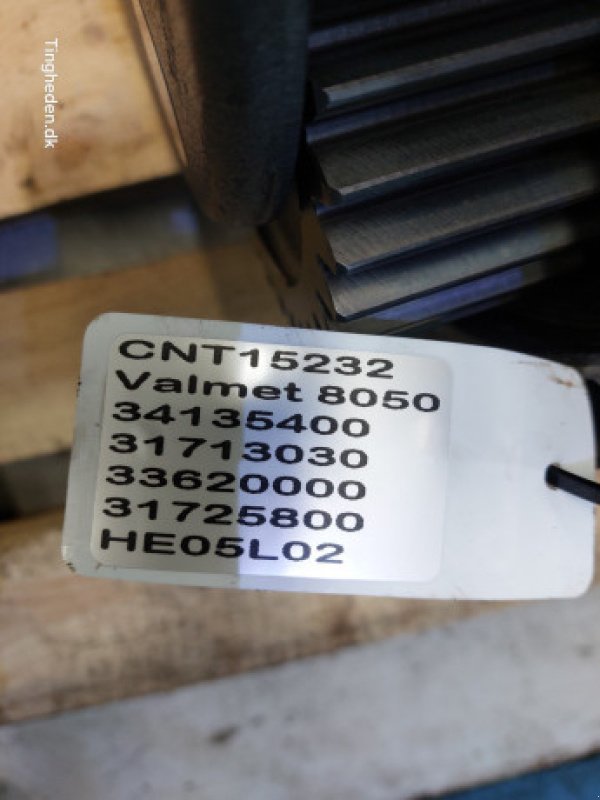 Tingheden.dk
CNT15232
Valmet 8050
34135400
31713030
33620000
31725800
HE05L02